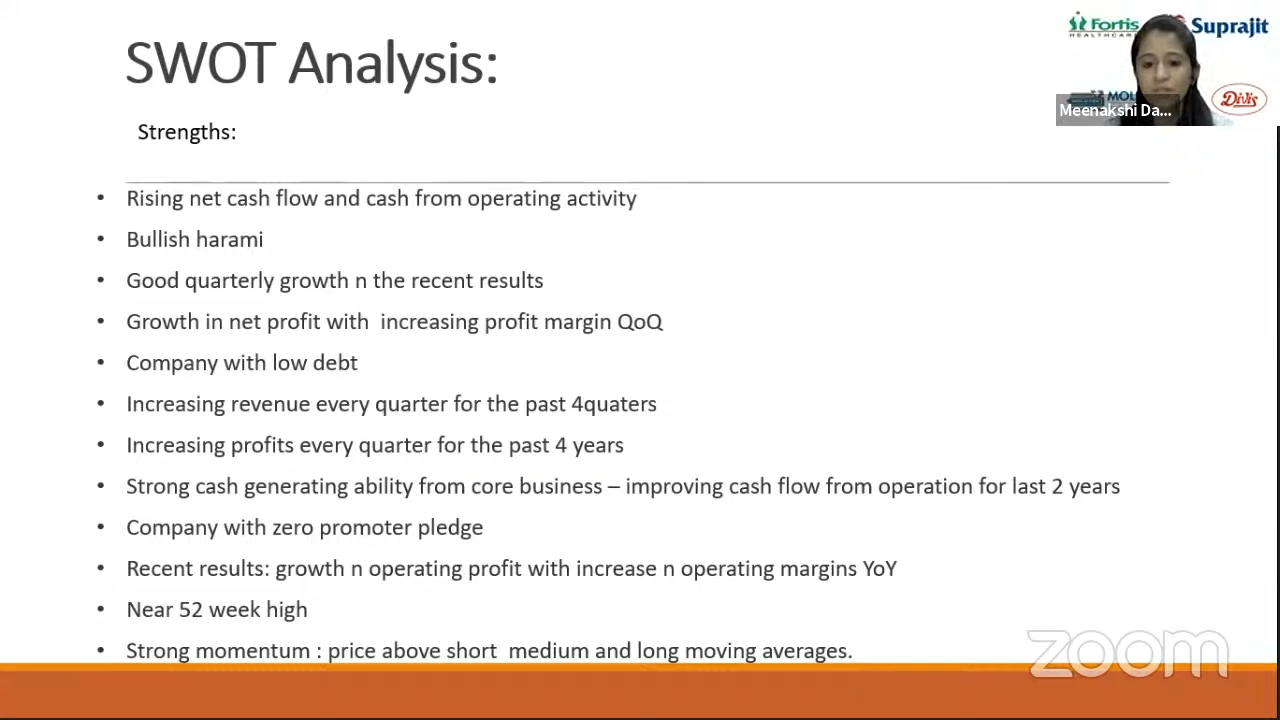 SWOT Analysis:
Fortis
HEALTHCARE
Suprajit
MOU
Divis
Meenakshi Da...
Strengths:
• Rising net cash flow and cash from operating activity
• Bullish harami
• Good quarterly growth n the recent results
• Growth in net profit with  increasing profit margin QoQ
• Company with low debt
• Increasing revenue every quarter for the past 4quaters
• Increasing profits every quarter for the past 4 years
• Strong cash generating ability from core business – improving cash flow from operation for last 2 years
• Company with zero promoter pledge
• Recent results: growth n operating profit with increase n operating margins YoY
• Near 52 week high
• Strong momentum : price above short  medium and long moving averages.
zoom